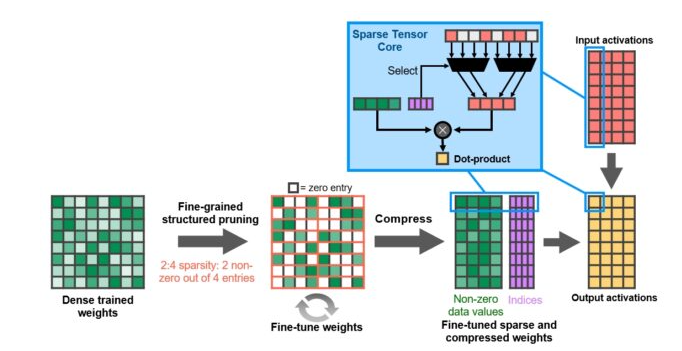 Sparse Tensor
Core
Select
Dot-product
Input activations
Fine-grained
structured pruning
2:4 sparsity: 2 non-
zero out of 4 entries
= zero entry
Compress
Dense trained
weights
Fine-tune weights
Non-zero
data values
Indices
Fine-tuned sparse and
compressed weights
Output activations